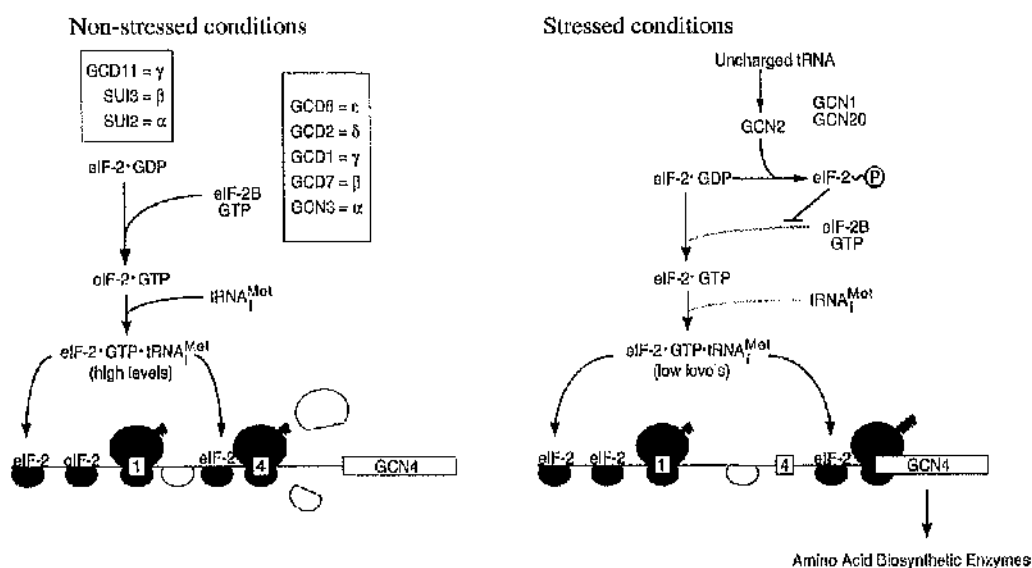 Non-stressed conditions
GCD11 = γ
SUI3 = β
SUI2 = α
GCD6 = ε
GCD2 = δ
GCD1 = γ
GCD7 = β
GCN3 = α
eIF-2•GDP
eIF-2B
GTP
eIF-2•GTP
tRNAiMet
eIF-2•GTP•tRNAiMet
(high levels)
eIF-2 eIF-2 1 eIF-2 4 GCN4
Stressed conditions
Uncharged tRNA
GCN1
GCN20
GCN2
eIF-2•GDP eIF-2~P
eIF-2B
GTP
eIF-2•GTP
tRNAiMet
eIF-2•GTP•tRNAiMet
(low levels)
eIF-2 eIF-2 1 4 eIF-2 GCN4
Amino Acid Biosynthetic Enzymes